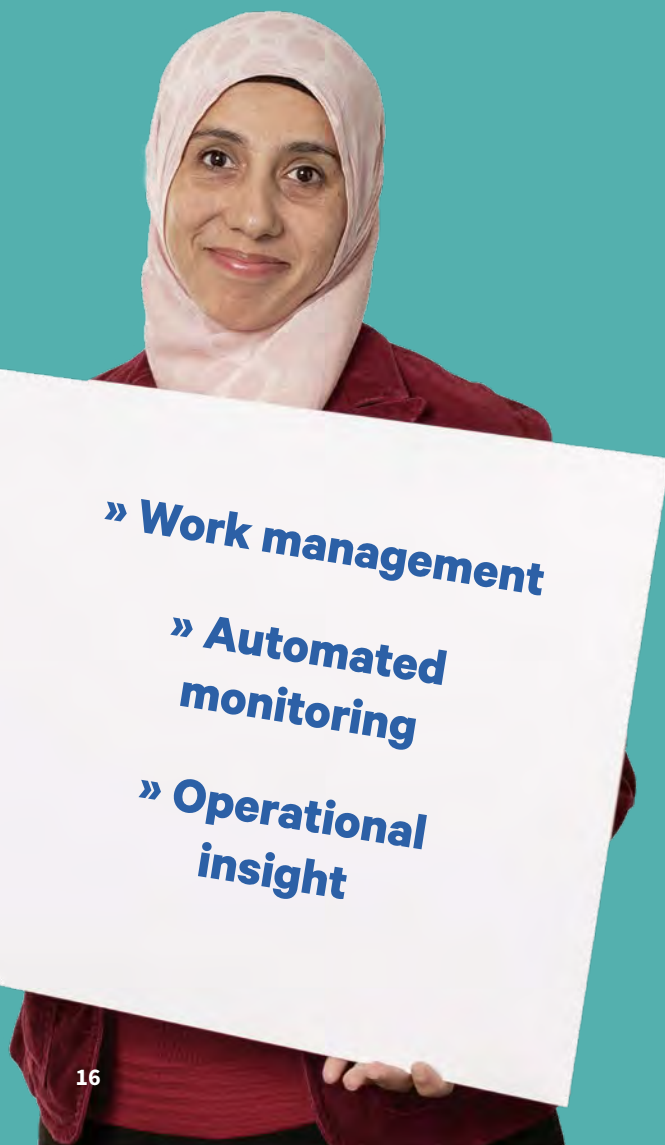 » Work management
» Automated
monitoring
» Operational
insight
16